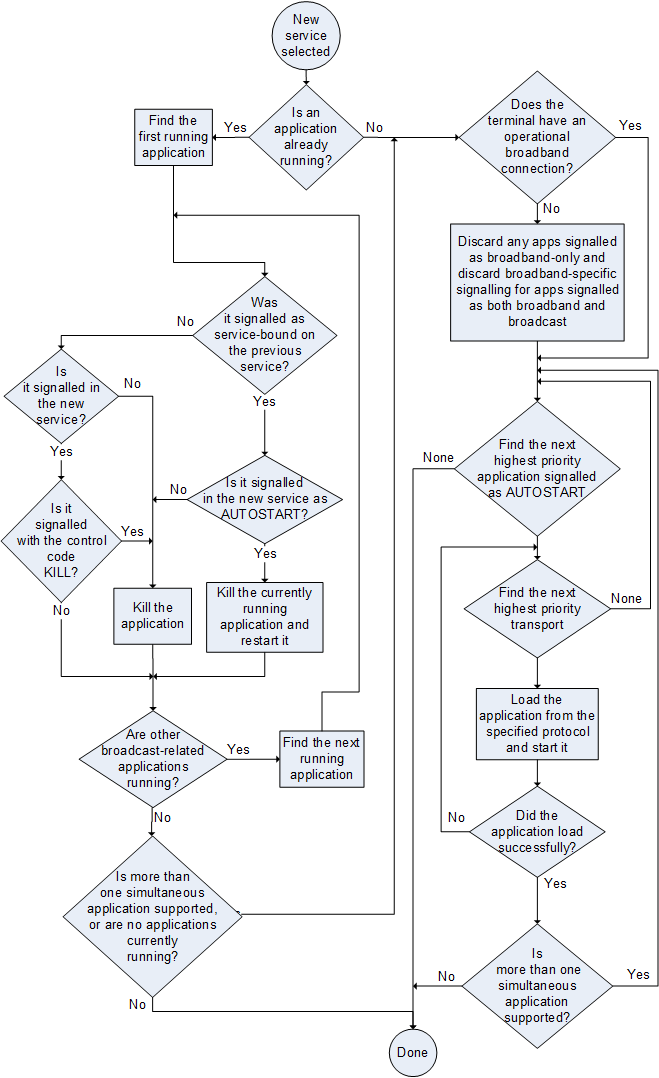 New
service
selected
Is an
application
already
running?
Yes
No
Find the
first running
application
Does the
terminal have an
operational
broadband
connection?
Yes
No
Discard any apps signalled
as broadband-only and
discard broadband-specific
signalling for apps signalled
as both broadband and
broadcast
Was
it signalled as
service-bound on
the previous
service?
No
Yes
Is
it signalled in
the new
service?
No
Yes
Is it signalled
in the new service as
AUTOSTART?
No
Yes
Is it
signalled
with the control
code
KILL?
Yes
No
Kill the
application
Kill the currently
running
application and
restart it
Find the next
highest priority
application signalled
as AUTOSTART
None
Find the next
highest priority
transport
None
Load the
application from the
specified protocol
and start it
Are other
broadcast-related
applications
running?
Yes
No
Find the next
running
application
Did the
application load
successfully?
No
Yes
Is more than
one simultaneous
application supported,
or are no applications
currently
running?
No
Is
more than one
simultaneous
application
supported?
No
Yes
Done